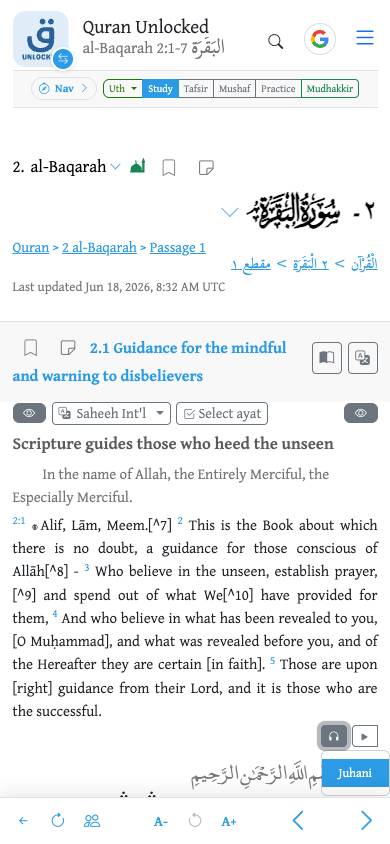 ق
UNLOCK
Quran Unlocked
al-Baqarah 2:1-7 البَقَرَة
Nav
Uth
Study
Tafsir
Mushaf
Practice
Mudhakkir
2. al-Baqarah
٢ - سُورَةُ البَقَرَة
Quran > 2 al-Baqarah > Passage 1
الْقُرْآن > ٢ الْبَقَرَة > مقطع ١
Last updated Jun 18, 2026, 8:32 AM UTC
2.1 Guidance for the mindful
and warning to disbelievers
Saheeh Int'l
Select ayat
Scripture guides those who heed the unseen
In the name of Allah, the Entirely Merciful, the
Especially Merciful.
2:1 Alif, Lām, Meem.[^7] 2 This is the Book about which
there is no doubt, a guidance for those conscious of
Allāh[^8] - 3 Who believe in the unseen, establish prayer,
[^9] and spend out of what We[^10] have provided for
them, 4 And who believe in what has been revealed to you,
[O Muḥammad], and what was revealed before you, and of
the Hereafter they are certain [in faith]. 5 Those are upon
[right] guidance from their Lord, and it is those who are
the successful.
اللَّهِ الرَّحْمَٰنِ الرَّحِيمِ
Juhani
A-
A+